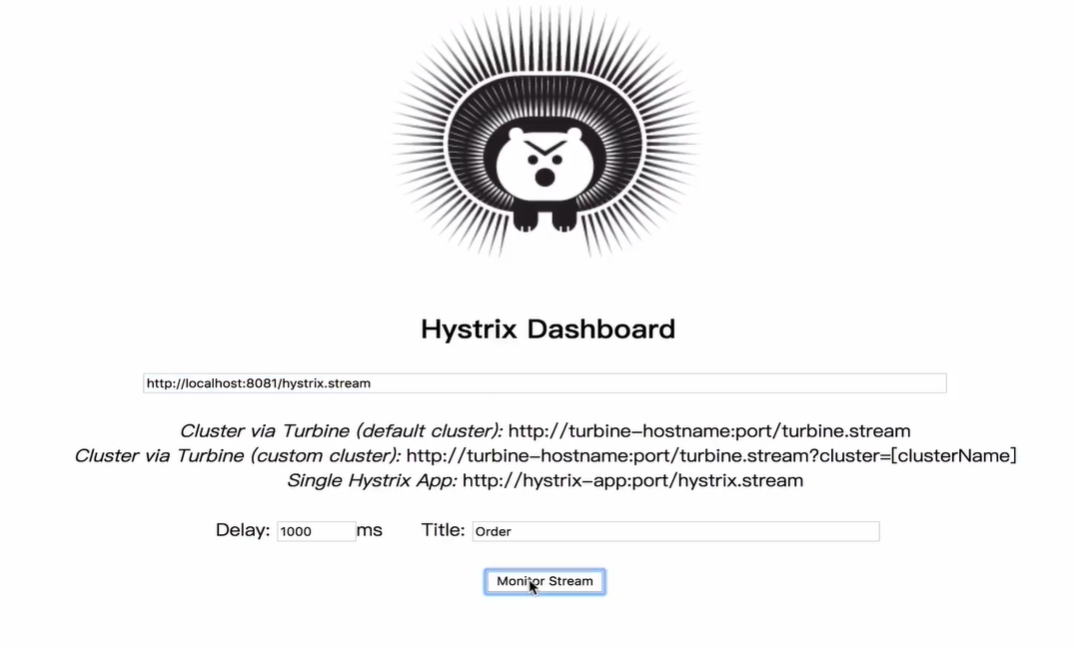 Hystrix Dashboard
http://localhost:8081/hystrix.stream
Cluster via Turbine (default cluster): http://turbine-hostname:port/turbine.stream
Cluster via Turbine (custom cluster): http://turbine-hostname:port/turbine.stream?cluster=[clusterName]
Single Hystrix App: http://hystrix-app:port/hystrix.stream
Delay: 1000 ms Title: Order
Monitor Stream